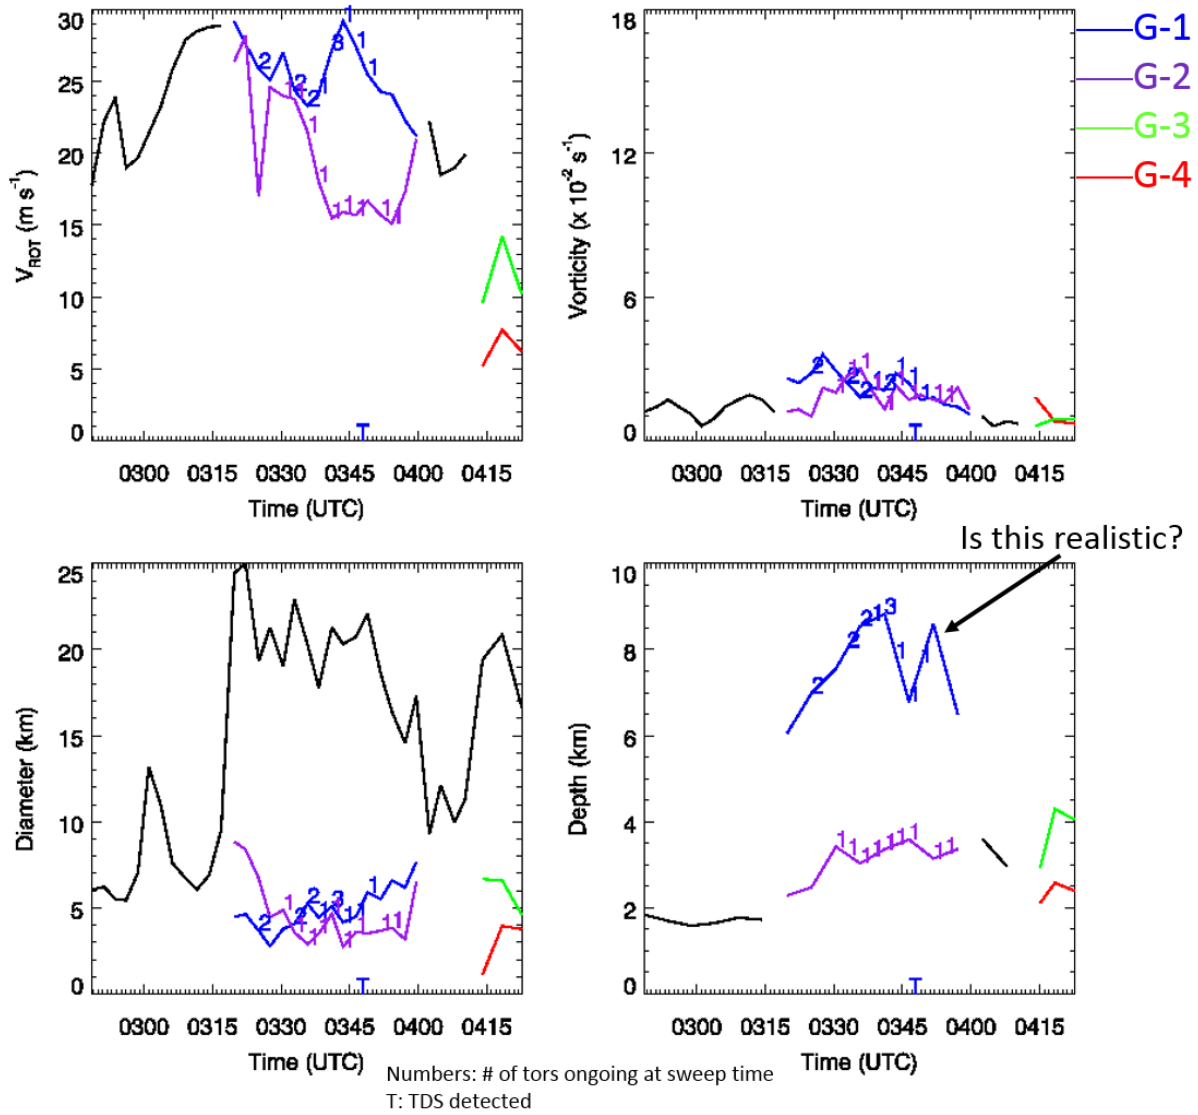 30
25
20
15
10
5
0
V_ROT (m s⁻¹)
0300 0315 0330 0345 0400 0415
Time (UTC)
T
18
12
6
0
Vorticity (x 10⁻² s⁻¹)
0300 0315 0330 0345 0400 0415
Time (UTC)
T
G-1
G-2
G-3
G-4
25
20
15
10
5
0
Diameter (km)
0300 0315 0330 0345 0400 0415
Time (UTC)
T
Is this realistic?
10
8
6
4
2
0
Depth (km)
0300 0315 0330 0345 0400 0415
Time (UTC)
T
Numbers: # of tors ongoing at sweep time
T: TDS detected